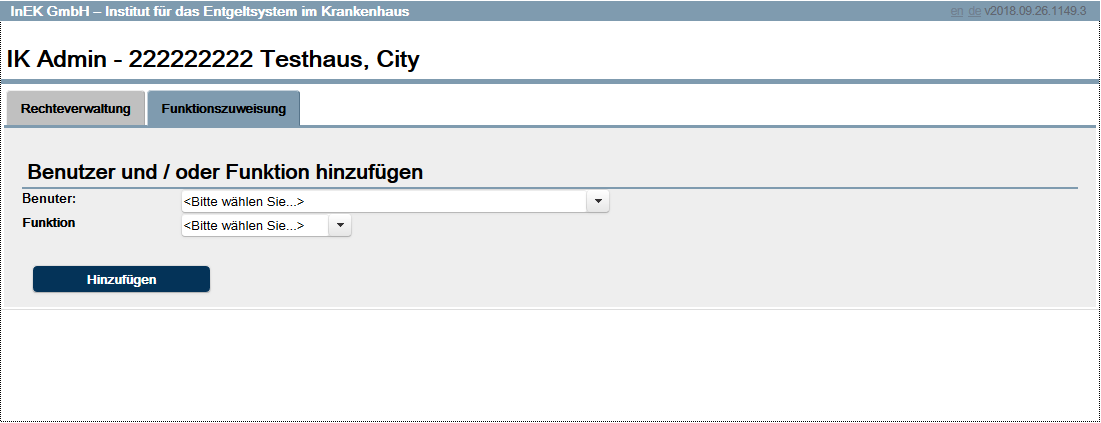 InEK GmbH – Institut für das Entgeltsystem im Krankenhaus en de v2018.09.26.1149.3
IK Admin - 222222222 Testhaus, City
Rechteverwaltung Funktionszuweisung
Benutzer und / oder Funktion hinzufügen
Benuter: <Bitte wählen Sie...>
Funktion <Bitte wählen Sie...>
Hinzufügen